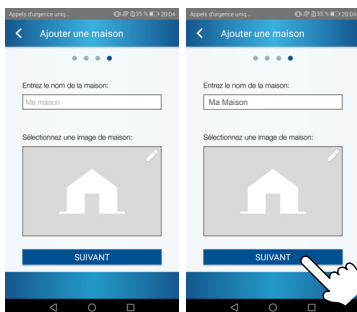 Appels d'urgence uniq... 35 % 20:04
Ajouter une maison
Entrez le nom de la maison:
Ma maison
Sélectionnez une image de maison:
SUIVANT
Appels d'urgence uniq... 35 % 20:04
Ajouter une maison
Entrez le nom de la maison:
Ma Maison
Sélectionnez une image de maison:
SUIVANT